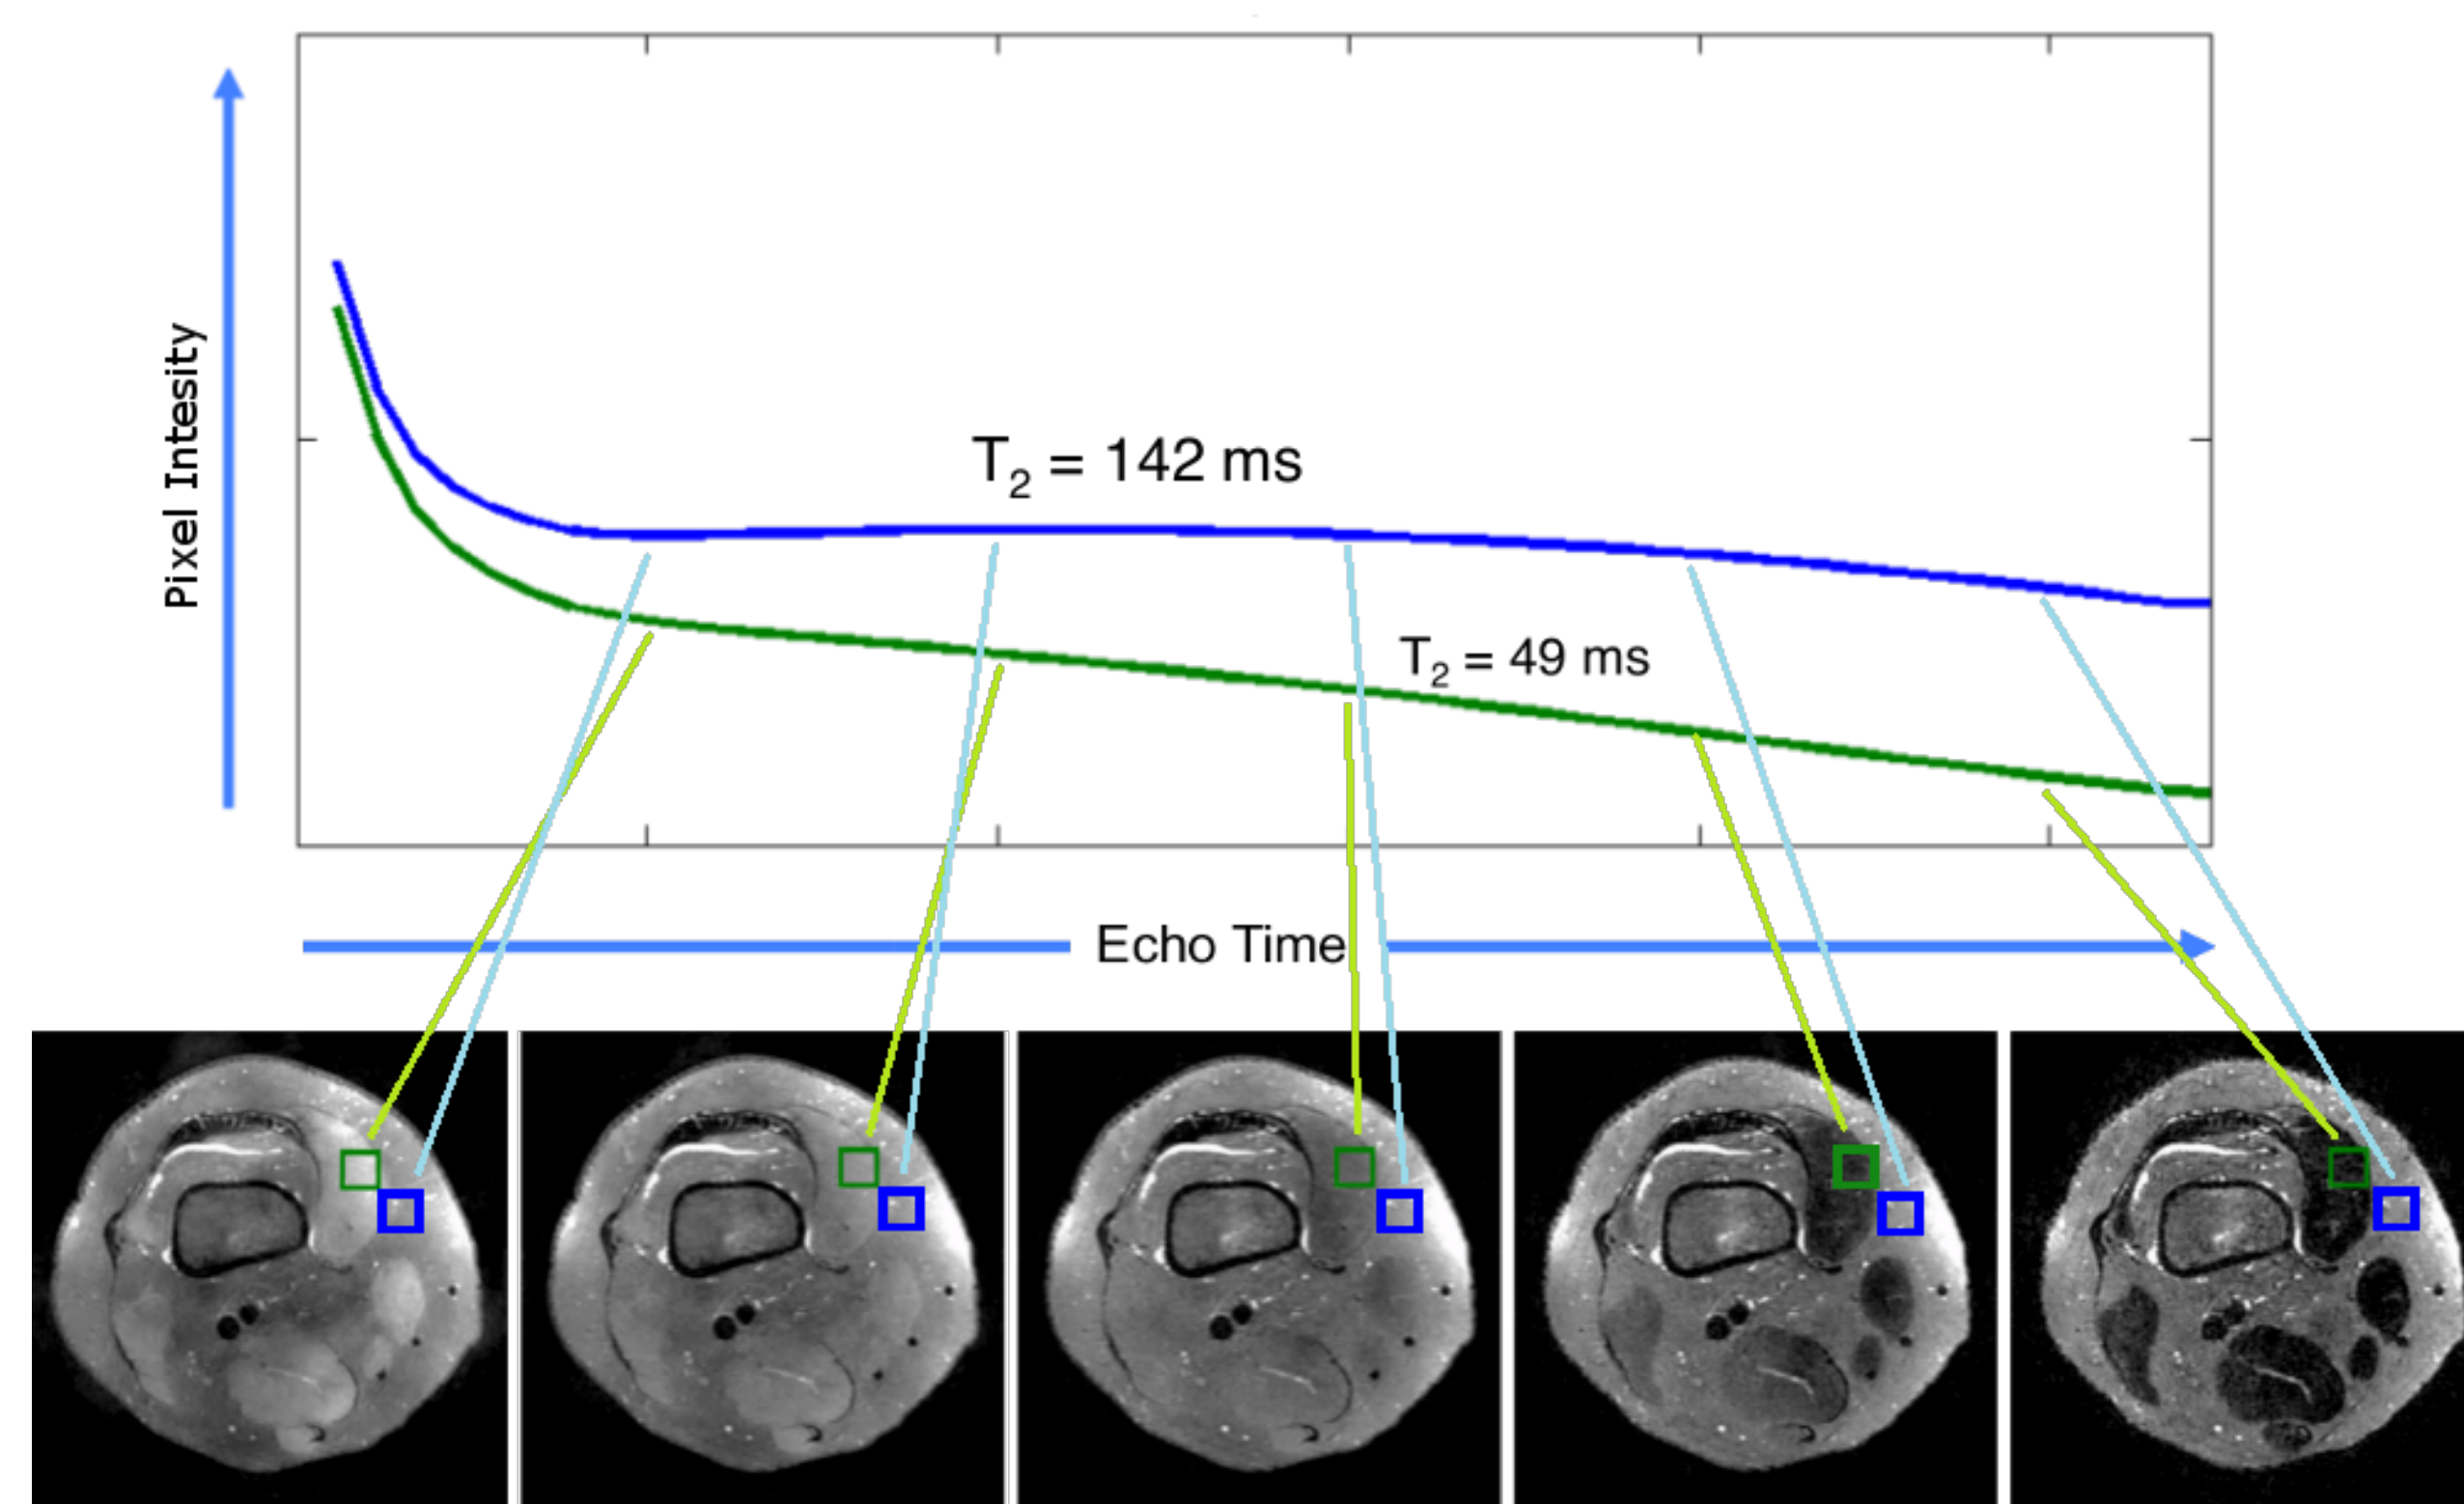 Pixel Intesity
T₂ = 142 ms
T₂ = 49 ms
Echo Time